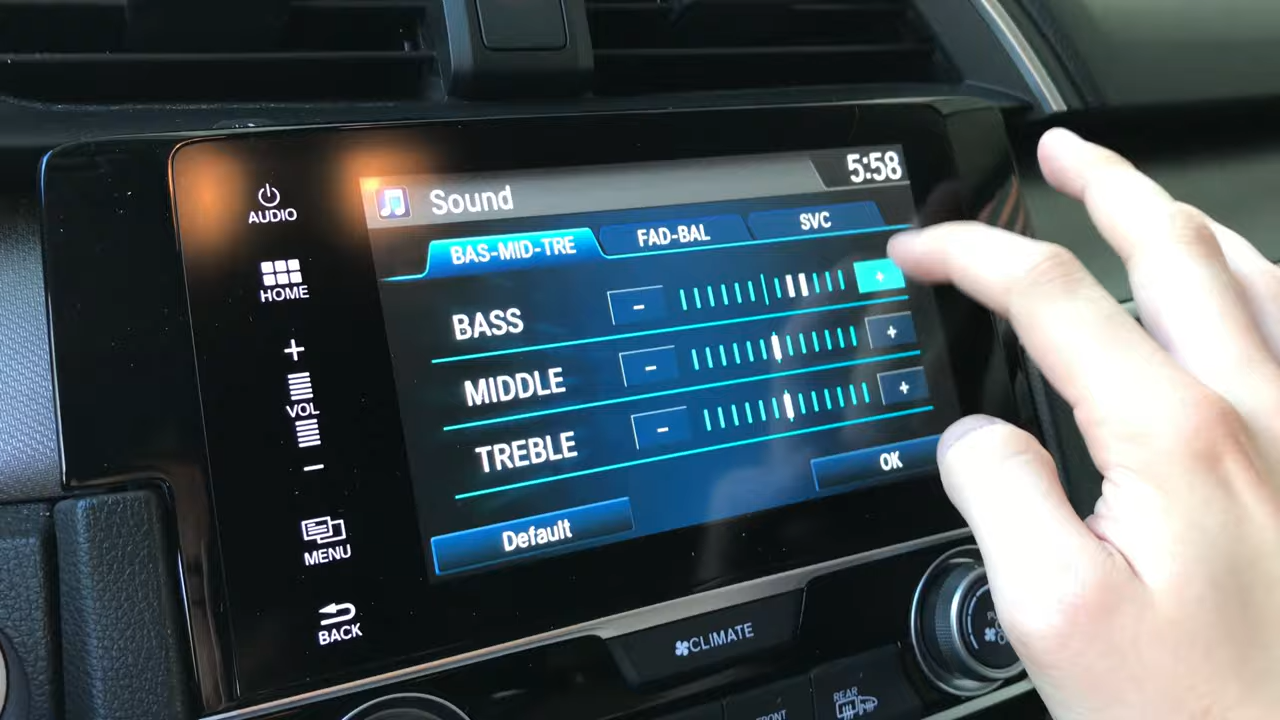 Sound
5:58
BAS-MID-TRE
FAD-BAL
SVC
BASS
-
+
MIDDLE
-
+
TREBLE
-
+
OK
Default
AUDIO
HOME
+
VOL
-
MENU
BACK
CLIMATE
FRONT
REAR